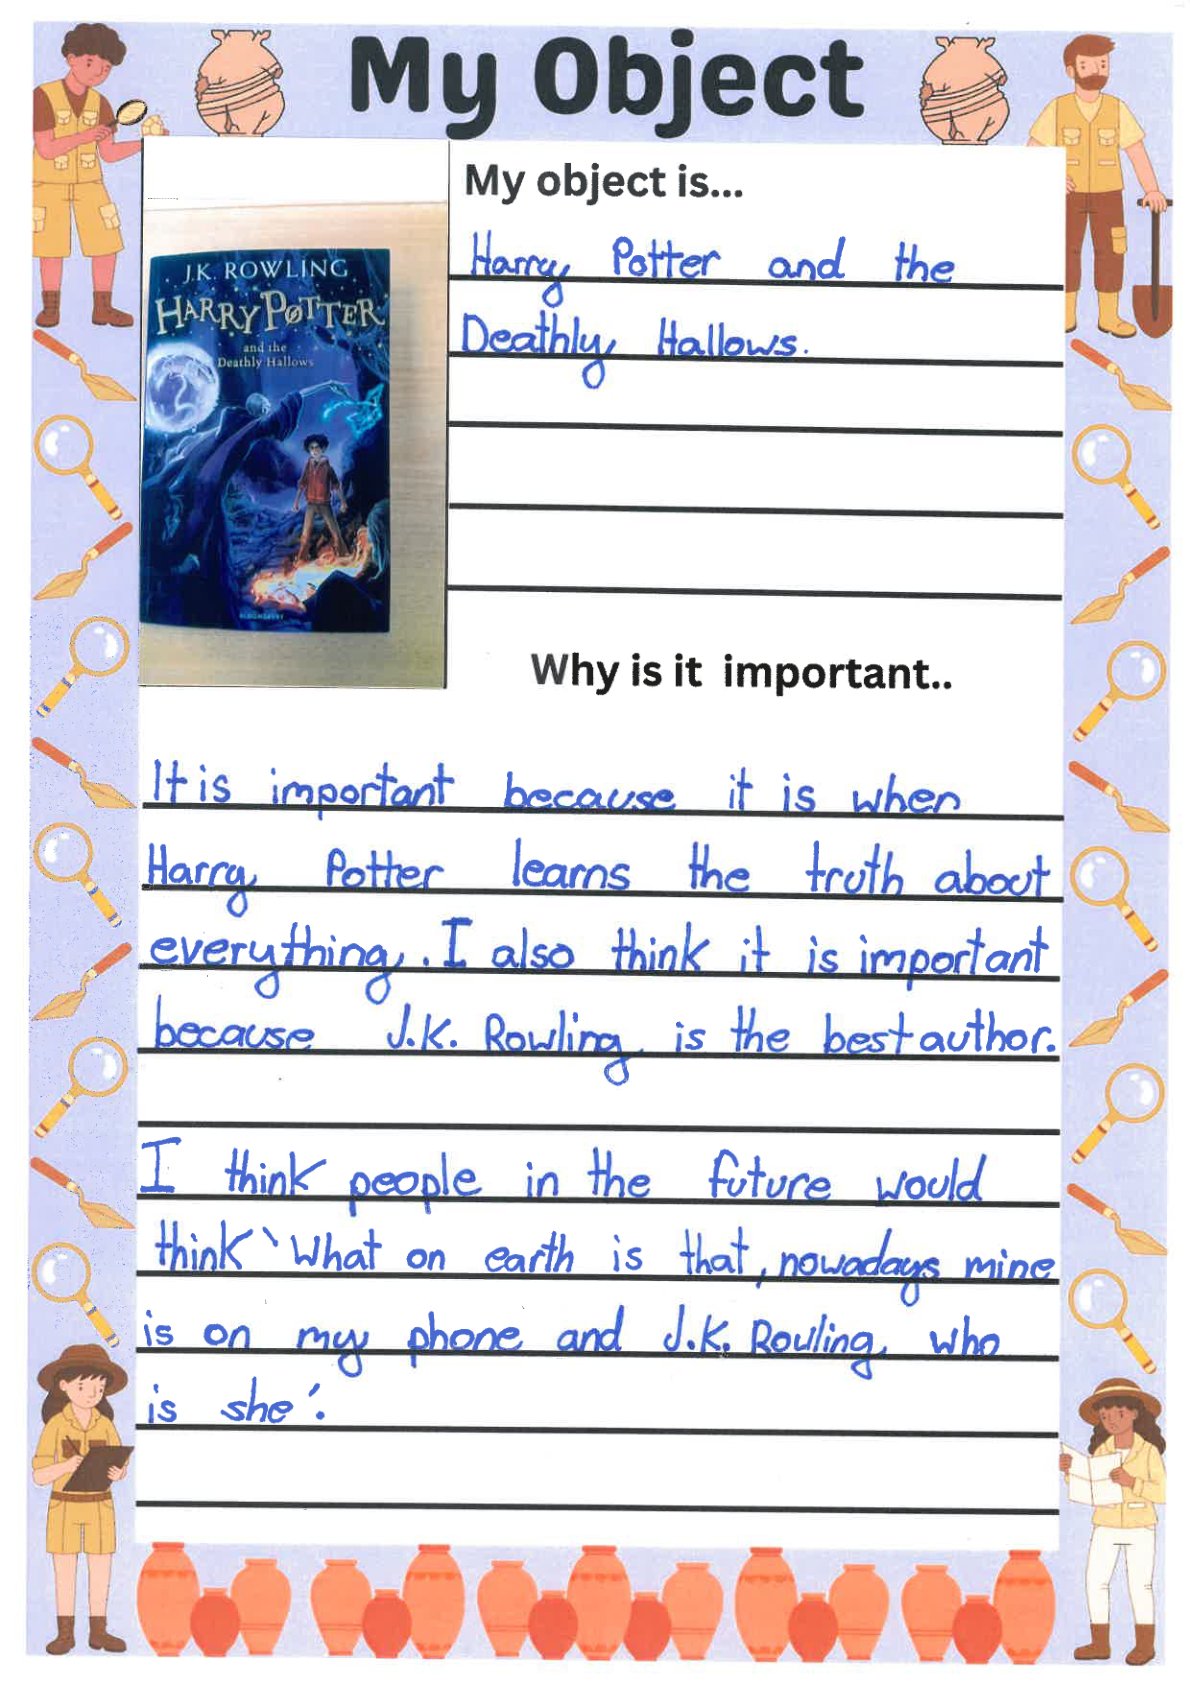 My Object
My object is...
Harry Potter and the
Deathly Hallows.
J.K. ROWLING
HARRY POTTER
and the
Deathly Hallows
BLOOMSBURY
Why is it important..
It is important because it is when
Harry Potter learns the truth about
everything. I also think it is important
because J.K. Rowling is the best author.
I think people in the future would
think 'What on earth is that, nowadays mine
is on my phone and J.K. Rouling, who
is she'.